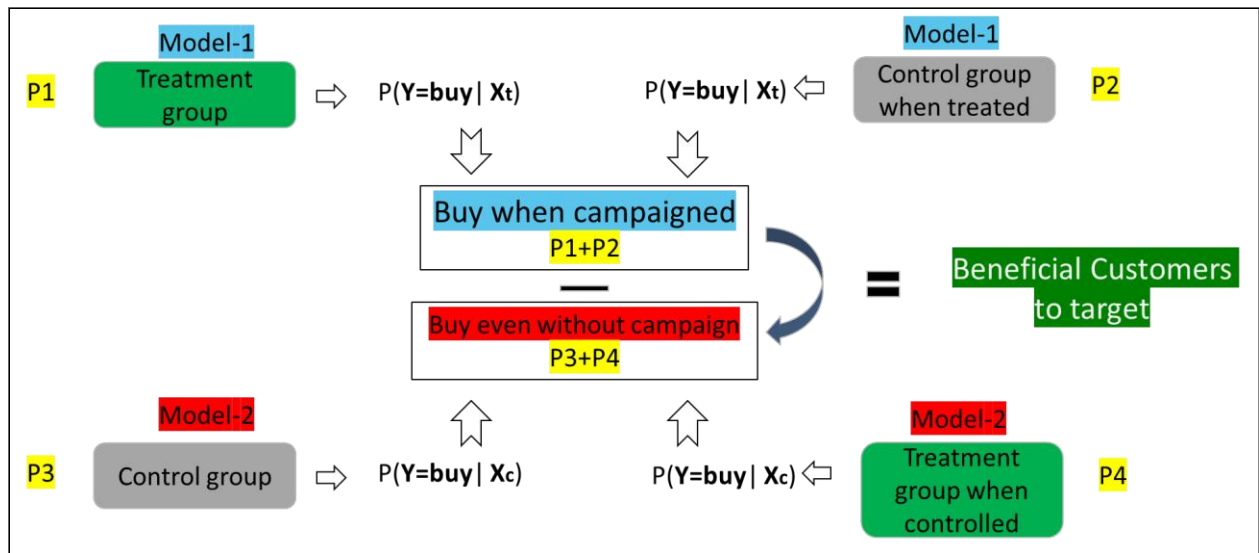 Model-1
P1
Treatment
group
P(Y=buy| Xt)
P(Y=buy| Xt)
Model-1
Control group
when treated
P2
Buy when campaigned
P1+P2
Buy even without campaign
P3+P4
=
Beneficial Customers
to target
Model-2
P3
Control group
P(Y=buy| Xc)
P(Y=buy| Xc)
Model-2
Treatment
group when
controlled
P4